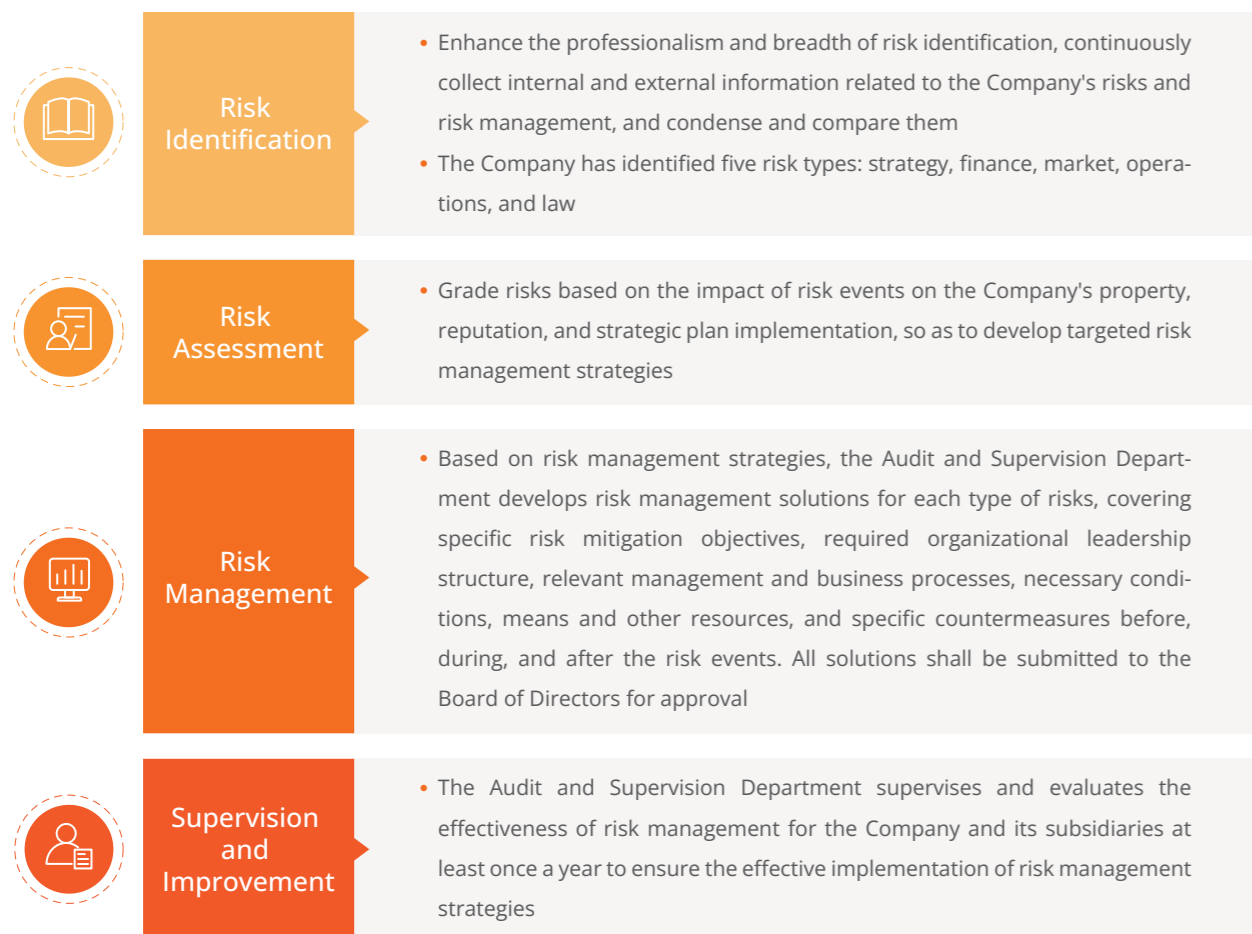 Risk
Identification
• Enhance the professionalism and breadth of risk identification, continuously
collect internal and external information related to the Company's risks and
risk management, and condense and compare them
• The Company has identified five risk types: strategy, finance, market, opera-
tions, and law
Risk
Assessment
• Grade risks based on the impact of risk events on the Company's property,
reputation, and strategic plan implementation, so as to develop targeted risk
management strategies
Risk
Management
• Based on risk management strategies, the Audit and Supervision Depart-
ment develops risk management solutions for each type of risks, covering
specific risk mitigation objectives, required organizational leadership
structure, relevant management and business processes, necessary condi-
tions, means and other resources, and specific countermeasures before,
during, and after the risk events. All solutions shall be submitted to the
Board of Directors for approval
Supervision
and
Improvement
• The Audit and Supervision Department supervises and evaluates the
effectiveness of risk management for the Company and its subsidiaries at
least once a year to ensure the effective implementation of risk management
strategies